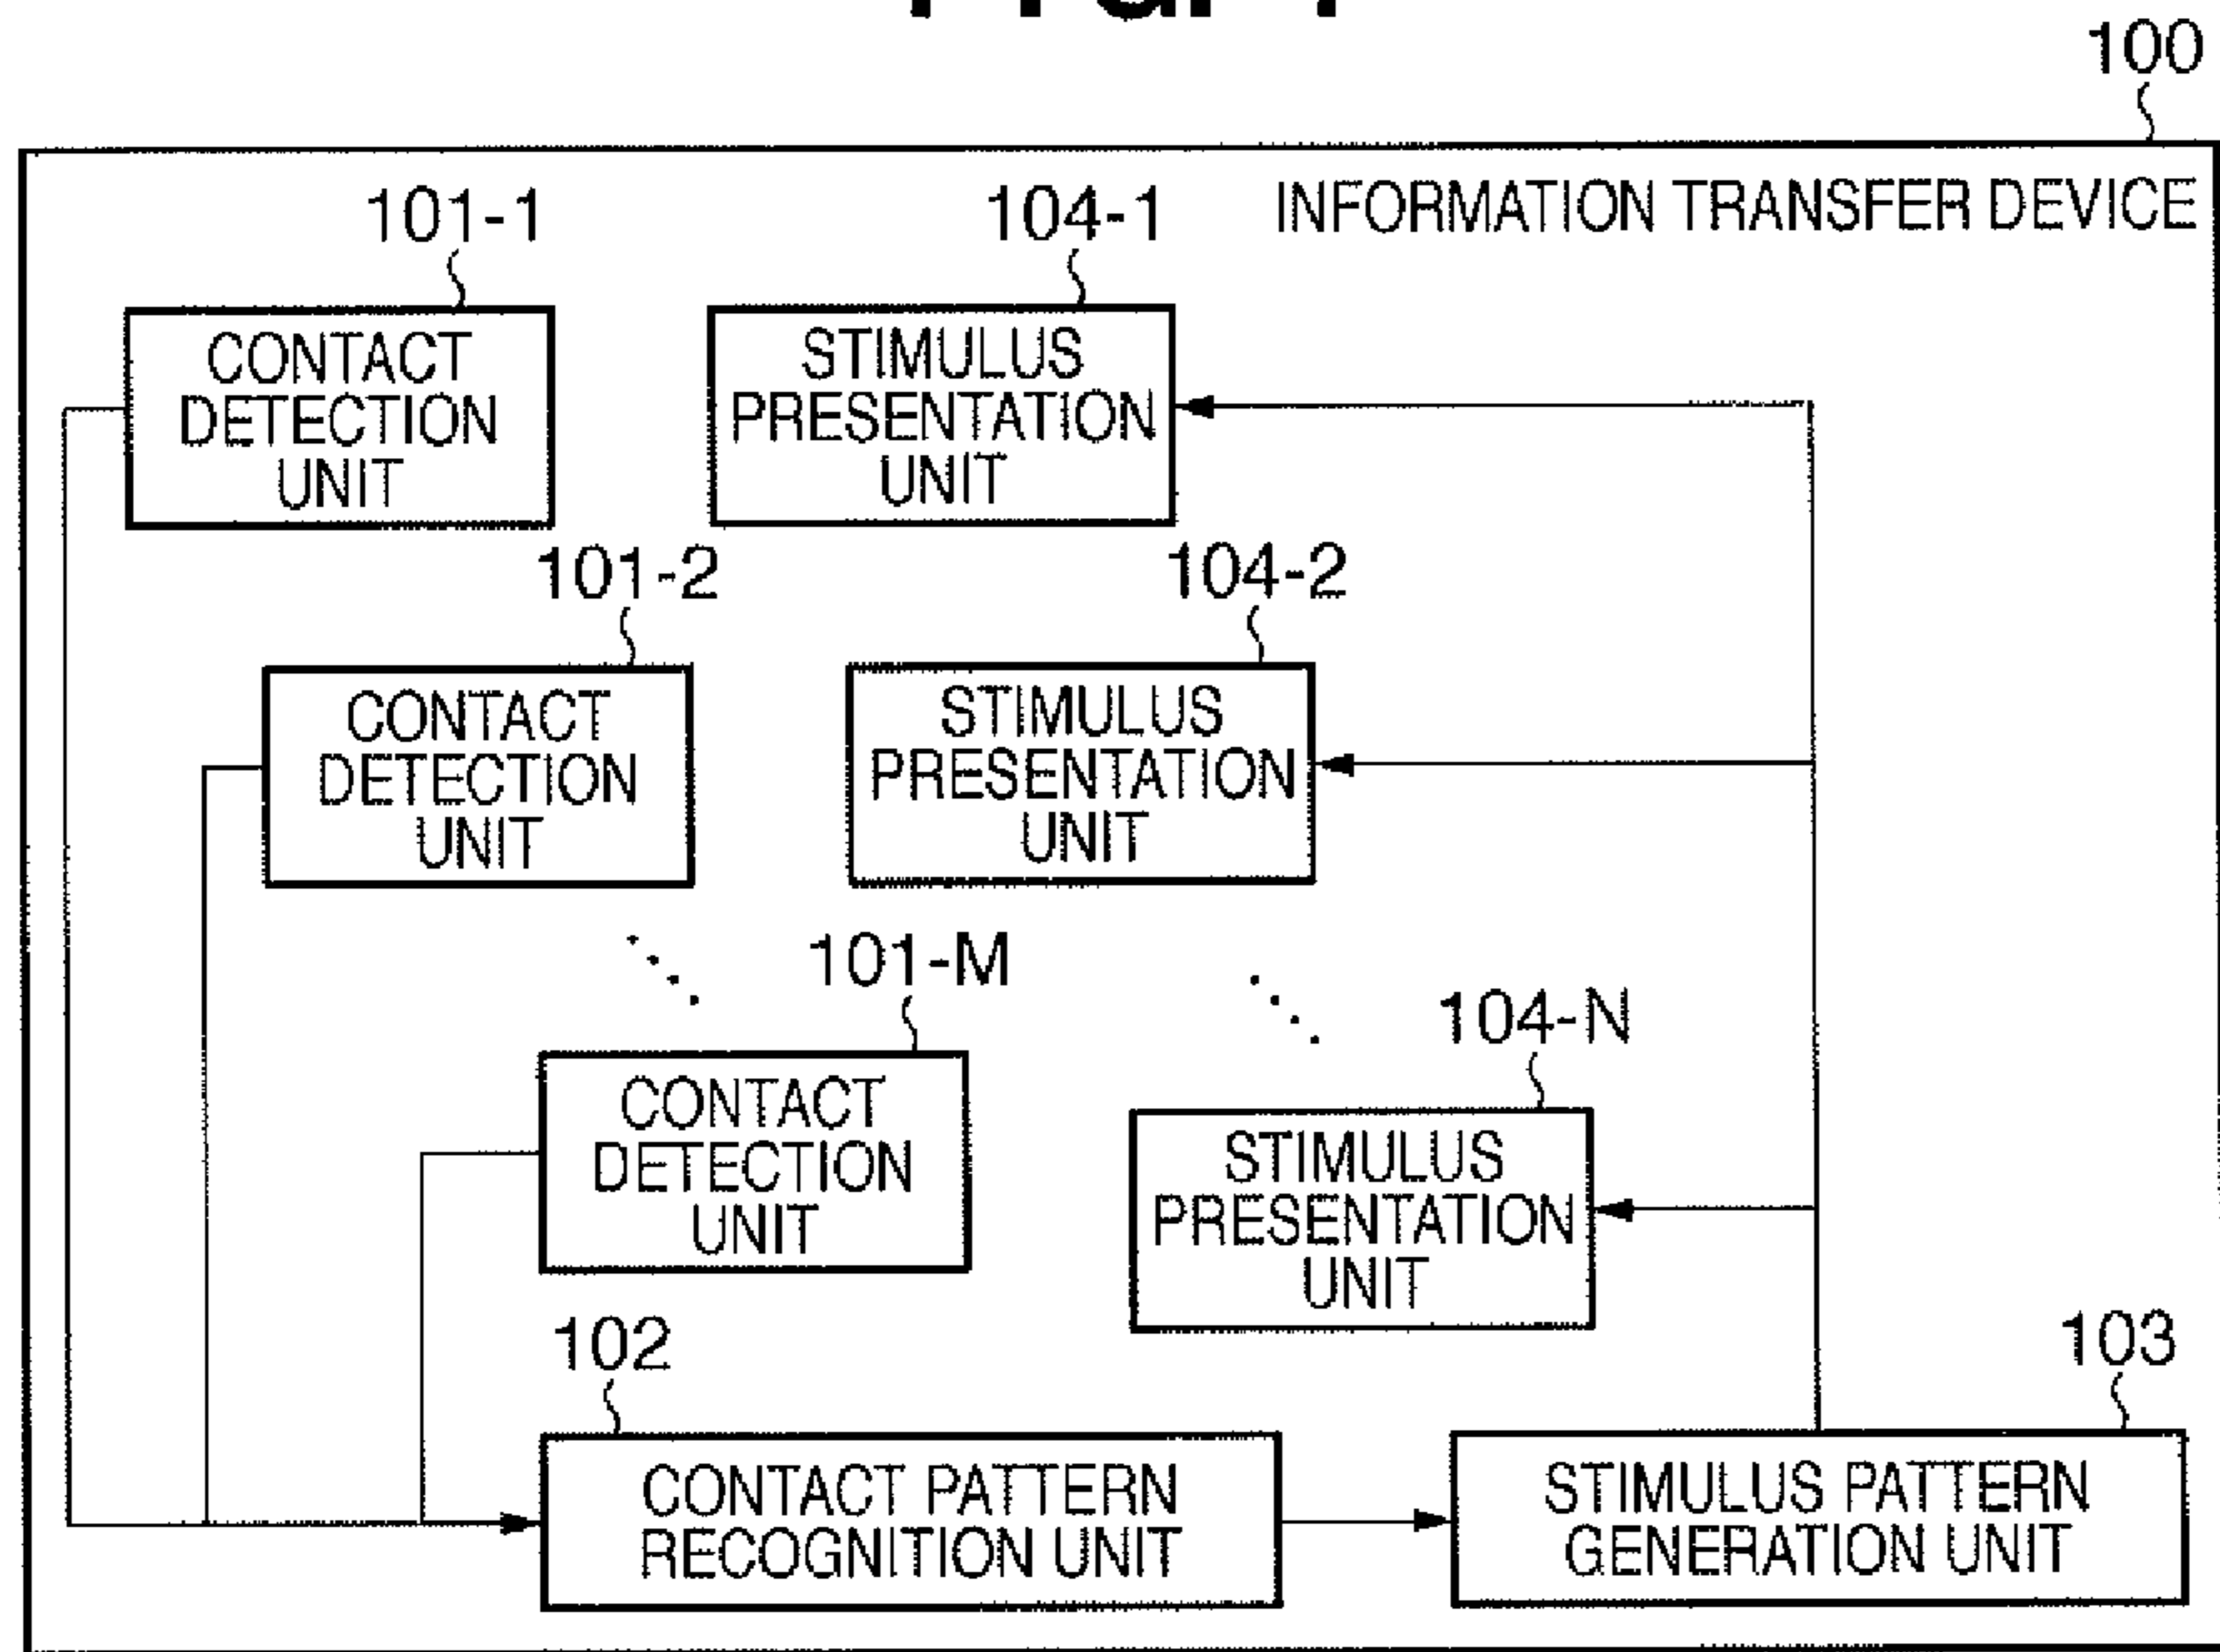 100
INFORMATION TRANSFER DEVICE
101-1
104-1
CONTACT
DETECTION
UNIT
STIMULUS
PRESENTATION
UNIT
101-2
104-2
CONTACT
DETECTION
UNIT
STIMULUS
PRESENTATION
UNIT
101-M
104-N
CONTACT
DETECTION
UNIT
STIMULUS
PRESENTATION
UNIT
102
103
CONTACT PATTERN
RECOGNITION UNIT
STIMULUS PATTERN
GENERATION UNIT